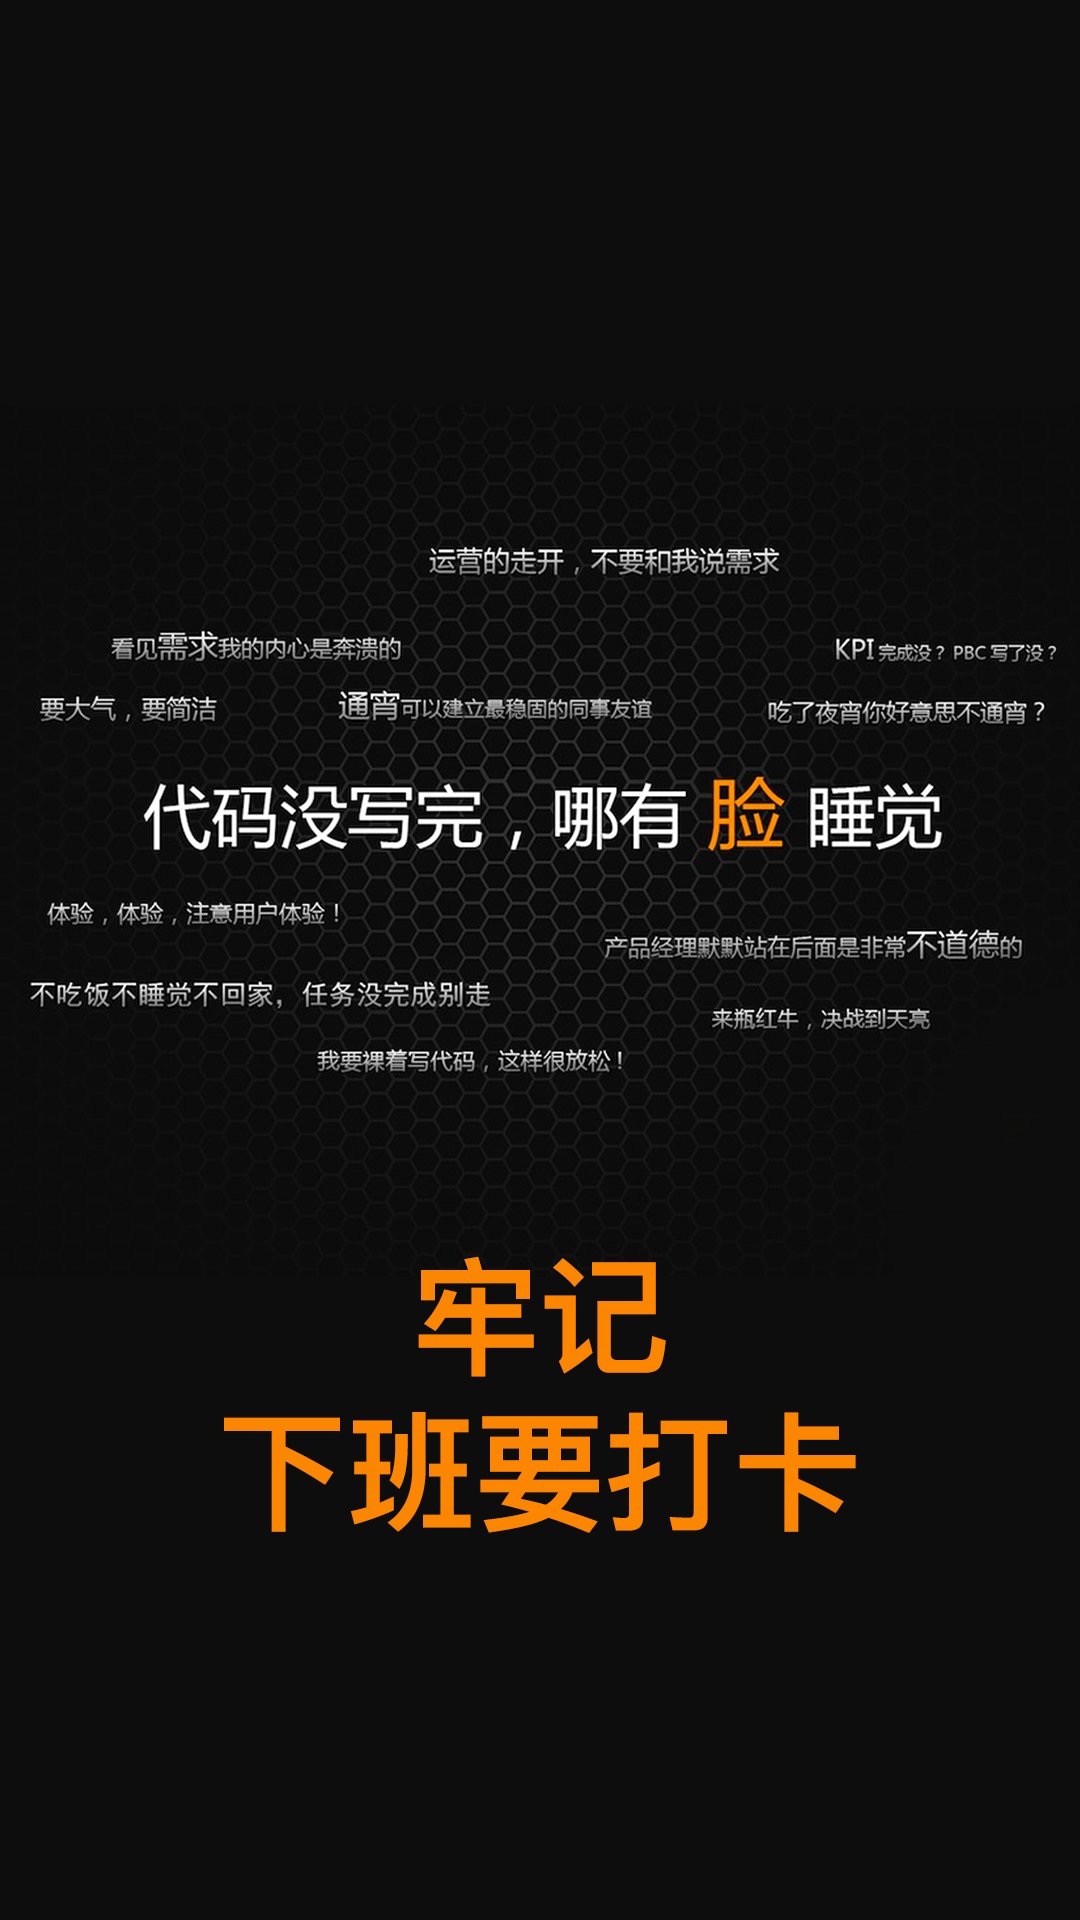 运营的走开，不要和我说需求
看见需求我的内心是奔溃的
KPI 完成没？ PBC 写了没？
要大气，要简洁
通宵可以建立最稳固的同事友谊
吃了夜宵你好意思不通宵？
代码没写完，哪有 脸 睡觉
体验，体验，注意用户体验！
产品经理默默站在后面是非常不道德的
不吃饭不睡觉不回家，任务没完成别走
来瓶红牛，决战到天亮
我要裸着写代码，这样很放松！
牢记
下班要打卡